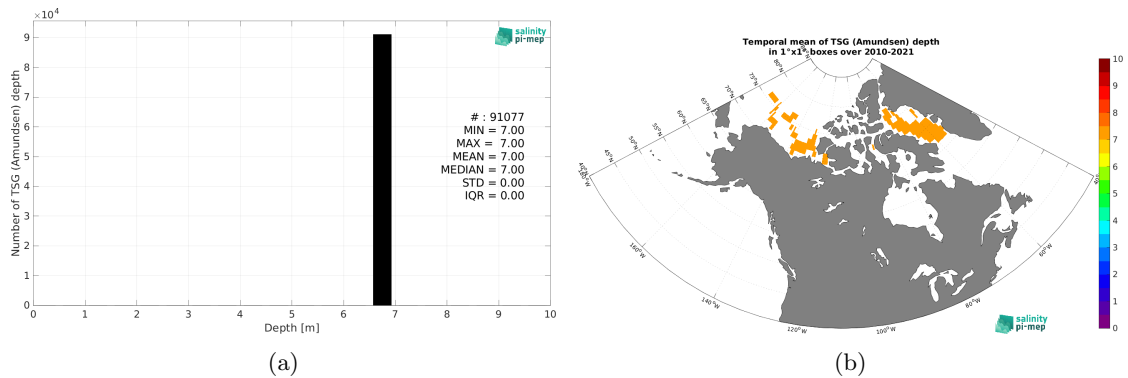 ×10⁴
9
8
7
6
5
4
3
2
1
0
Number of TSG (Amundsen) depth
0 1 2 3 4 5 6 7 8 9 10
Depth [m]
salinity
pi-mep
# : 91077
MIN = 7.00
MAX = 7.00
MEAN = 7.00
MEDIAN = 7.00
STD = 0.00
IQR = 0.00
(a)
Temporal mean of TSG (Amundsen) depth
in 1°x1° boxes over 2010-2021
80°N
75°N
70°N
65°N
60°N
55°N
50°N
45°N
160°W
140°W
120°W
100°W
80°W
60°W
10
9
8
7
6
5
4
3
2
1
0
salinity
pi-mep
(b)